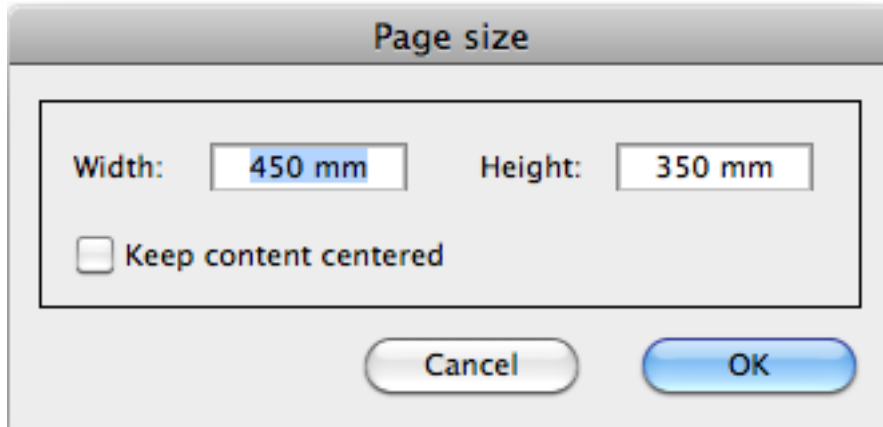 Page size
Width: 450 mm Height: 350 mm
Keep content centered
Cancel OK